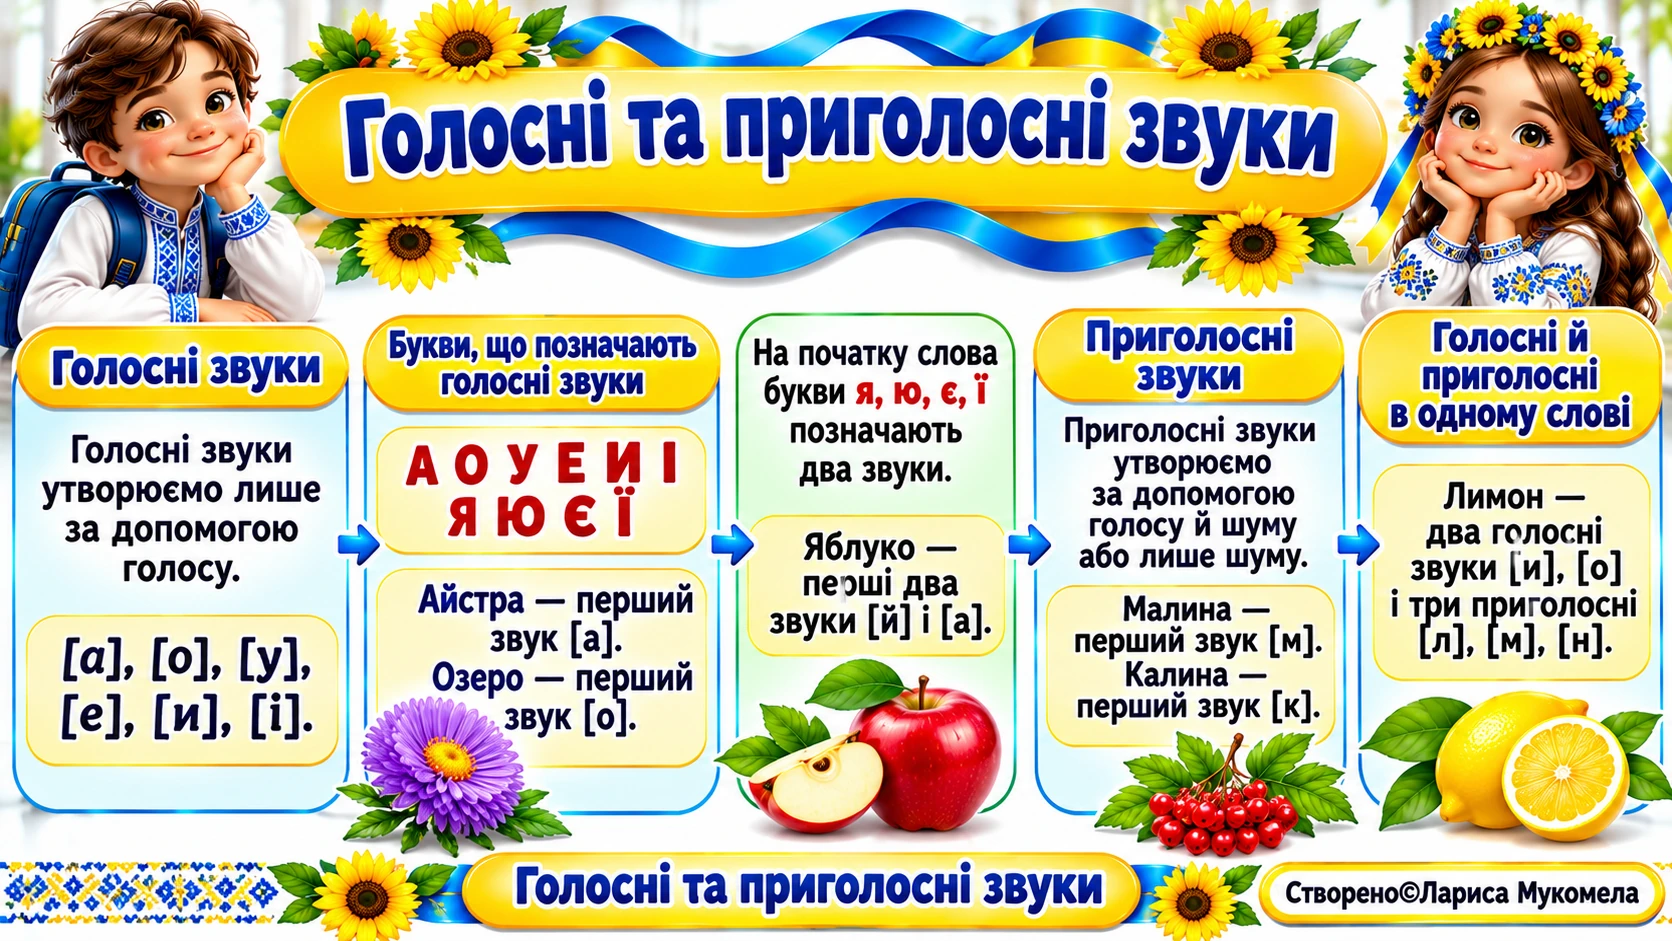 Голосні та приголосні звуки
Голосні звуки
Голосні звуки
утворюємо лише
за допомогою
голосу.
[а], [о], [у],
[е], [и], [і].
Букви, що позначають
голосні звуки
А О У Е И І
Я Ю Є Ї
Айстра — перший
звук [а].
Озеро — перший
звук [о].
На початку слова
букви я, ю, є, ї
позначають
два звуки.
Яблуко —
перші два
звуки [й] і [а].
Приголосні
звуки
Приголосні звуки
утворюємо
за допомогою
голосу й шуму
або лише шуму.
Малина —
перший звук [м].
Калина —
перший звук [к].
Голосні й
приголосні
в одному слові
Лимон —
два голосні
звуки [и], [о]
і три приголосні
[л], [м], [н].
Голосні та приголосні звуки
Створено©Лариса Мукомела